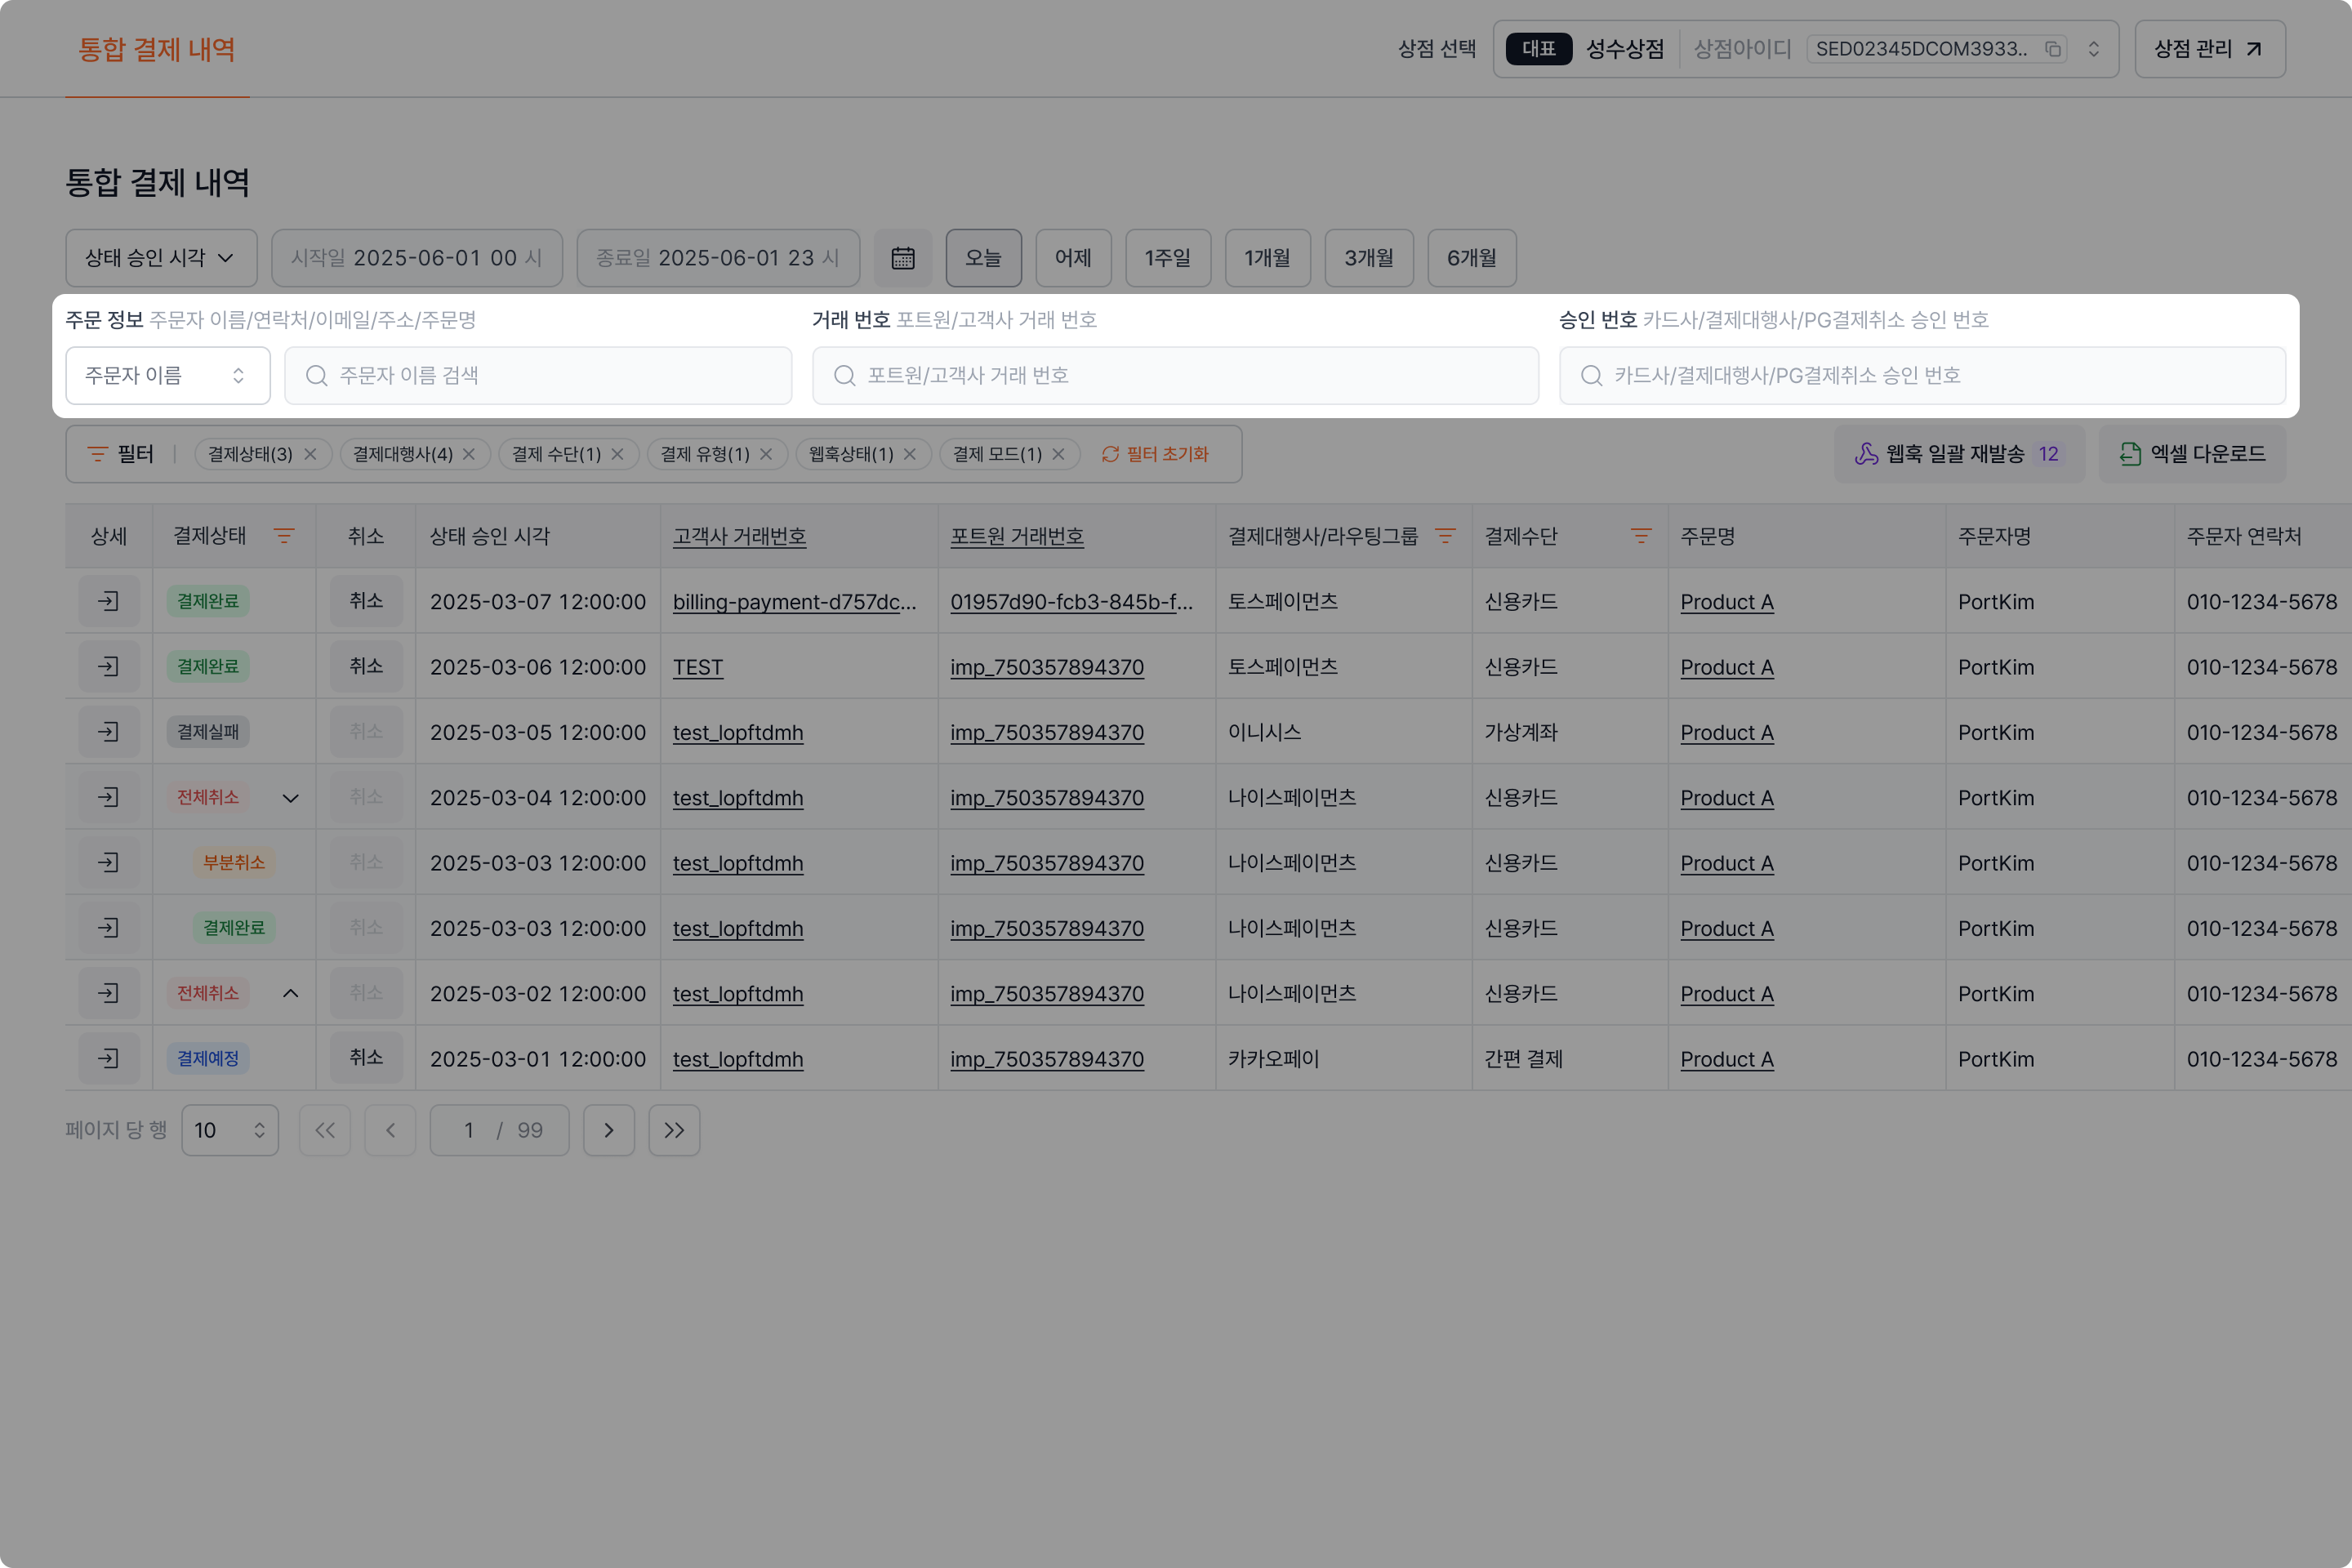 통합 결제 내역 상점 선택 대표 성수상점 상점아이디 SED02345DCOM3933.. 상점 관리
통합 결제 내역
상태 승인 시각 시작일 2025-06-01 00 시 종료일 2025-06-01 23 시 오늘 어제 1주일 1개월 3개월 6개월
주문 정보 주문자 이름/연락처/이메일/주소/주문명 거래 번호 포트원/고객사 거래 번호 승인 번호 카드사/결제대행사/PG결제취소 승인 번호
주문자 이름 주문자 이름 검색 포트원/고객사 거래 번호 카드사/결제대행사/PG결제취소 승인 번호
필터 결제상태(3) 결제대행사(4) 결제 수단(1) 결제 유형(1) 웹훅상태(1) 결제 모드(1) 필터 초기화 웹훅 일괄 재발송 12 엑셀 다운로드
상세 결제상태 취소 상태 승인 시각 고객사 거래번호 포트원 거래번호 결제대행사/라우팅그룹 결제수단 주문명 주문자명 주문자 연락처
결제완료 취소 2025-03-07 12:00:00 billing-payment-d757dc... 01957d90-fcb3-845b-f... 토스페이먼츠 신용카드 Product A PortKim 010-1234-5678
결제완료 취소 2025-03-06 12:00:00 TEST imp_750357894370 토스페이먼츠 신용카드 Product A PortKim 010-1234-5678
결제실패 취소 2025-03-05 12:00:00 test_lopftdmh imp_750357894370 이니시스 가상계좌 Product A PortKim 010-1234-5678
전체취소 취소 2025-03-04 12:00:00 test_lopftdmh imp_750357894370 나이스페이먼츠 신용카드 Product A PortKim 010-1234-5678
부분취소 취소 2025-03-03 12:00:00 test_lopftdmh imp_750357894370 나이스페이먼츠 신용카드 Product A PortKim 010-1234-5678
결제완료 취소 2025-03-03 12:00:00 test_lopftdmh imp_750357894370 나이스페이먼츠 신용카드 Product A PortKim 010-1234-5678
전체취소 취소 2025-03-02 12:00:00 test_lopftdmh imp_750357894370 나이스페이먼츠 신용카드 Product A PortKim 010-1234-5678
결제예정 취소 2025-03-01 12:00:00 test_lopftdmh imp_750357894370 카카오페이 간편 결제 Product A PortKim 010-1234-5678
페이지 당 행 10 1 / 99